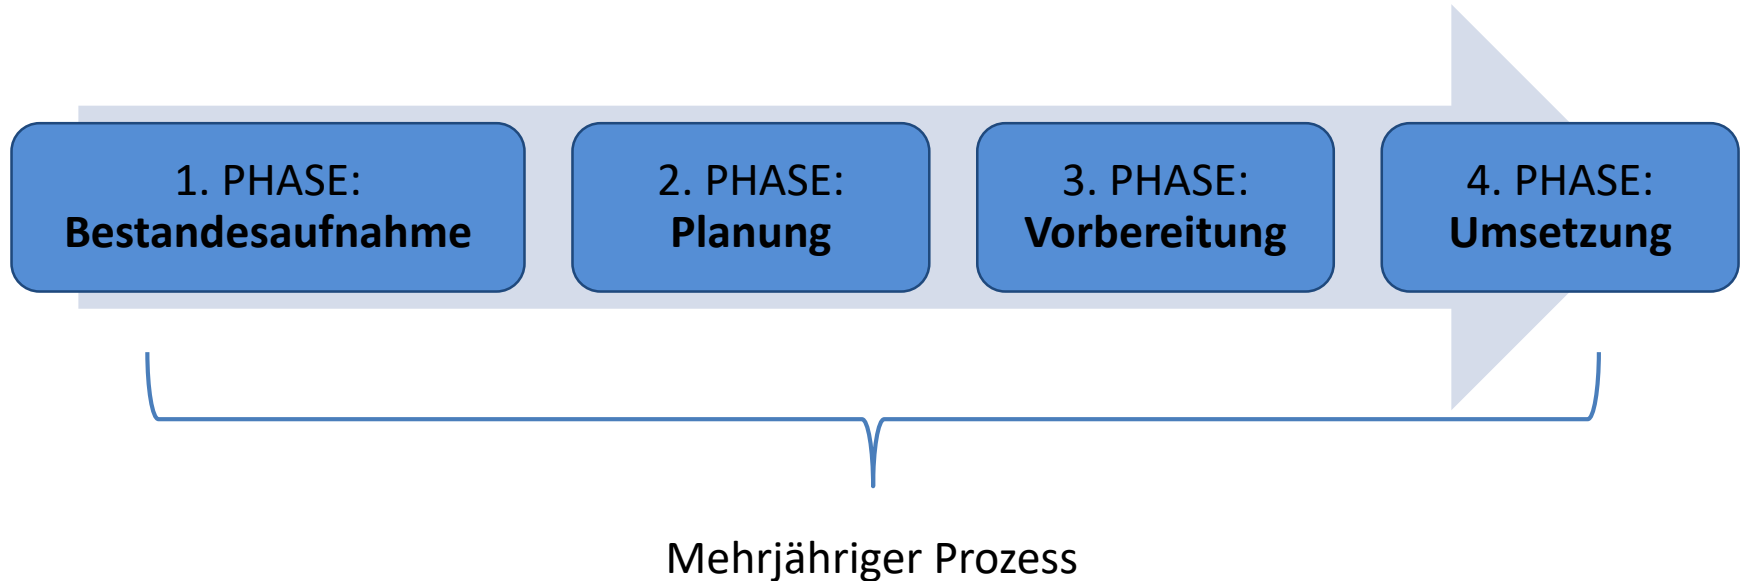 1. PHASE:
Bestandesaufnahme
2. PHASE:
Planung
3. PHASE:
Vorbereitung
4. PHASE:
Umsetzung
Mehrjähriger Prozess